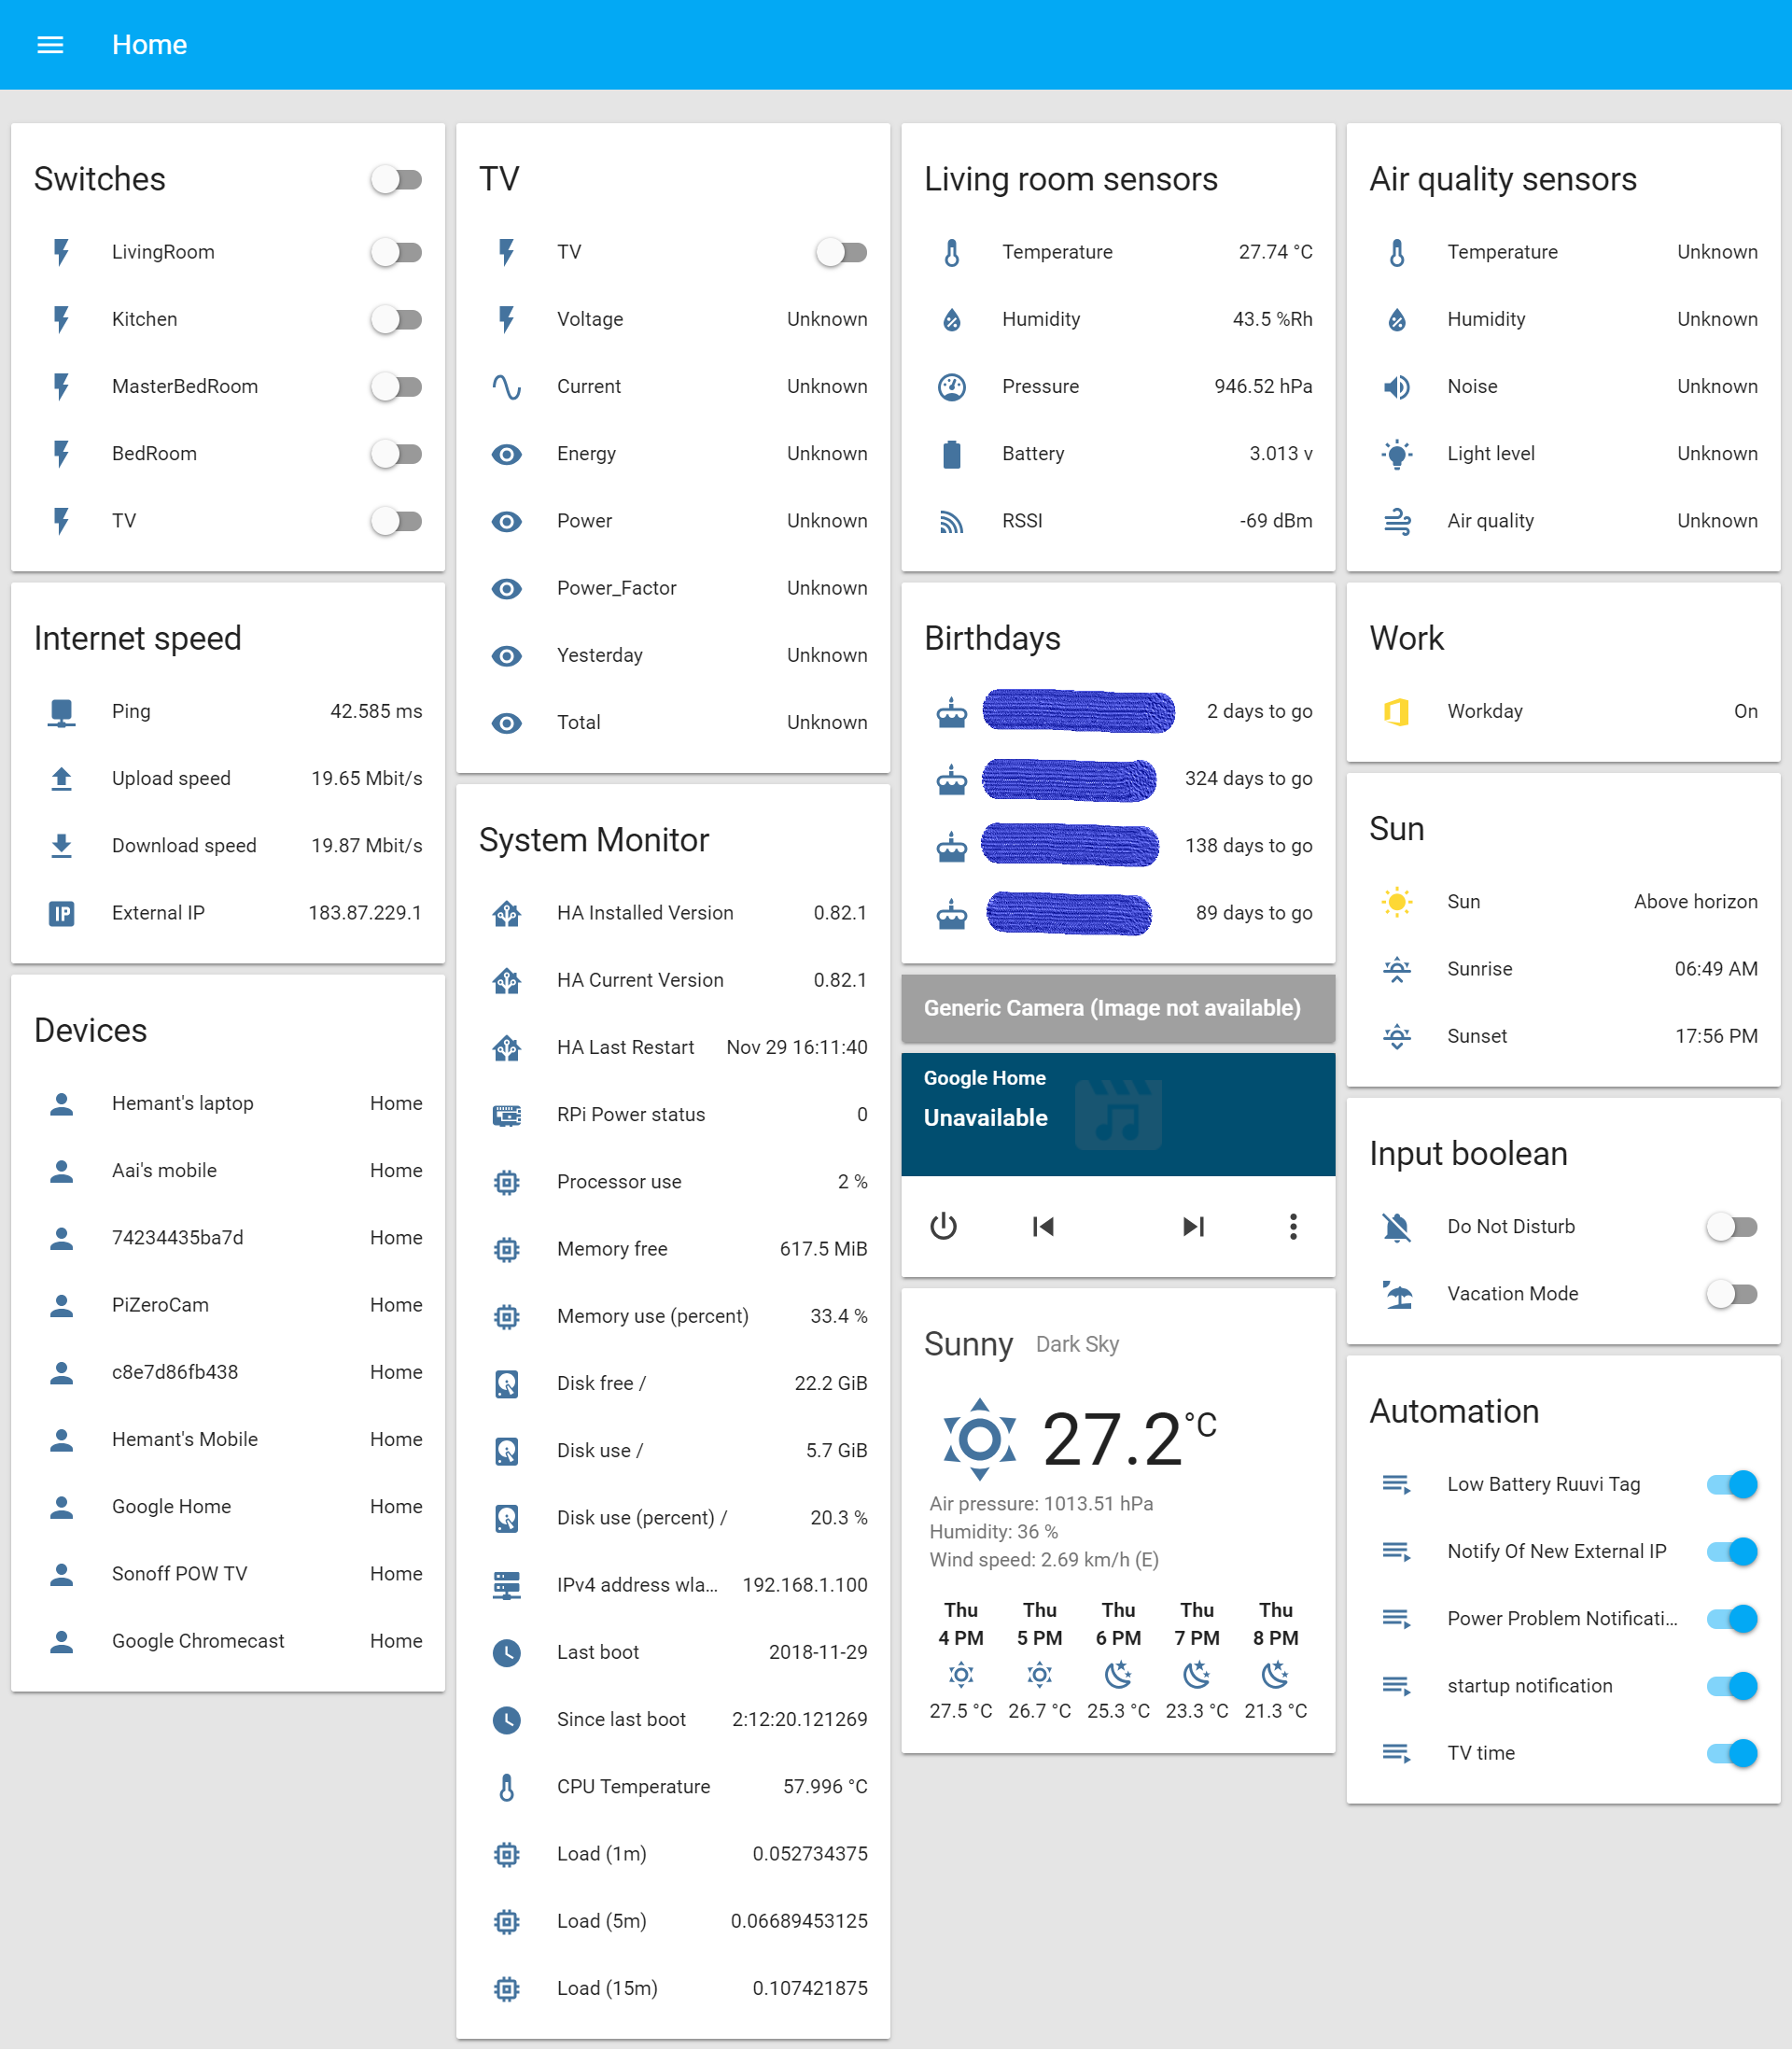 Home
Switches
LivingRoom
Kitchen
MasterBedRoom
BedRoom
TV
Internet speed
Ping 42.585 ms
Upload speed 19.65 Mbit/s
Download speed 19.87 Mbit/s
IP External IP 183.87.229.1
Devices
Hemant's laptop Home
Aai's mobile Home
74234435ba7d Home
PiZeroCam Home
c8e7d86fb438 Home
Hemant's Mobile Home
Google Home Home
Sonoff POW TV Home
Google Chromecast Home
TV
TV
Voltage Unknown
Current Unknown
Energy Unknown
Power Unknown
Power_Factor Unknown
Yesterday Unknown
Total Unknown
System Monitor
HA Installed Version 0.82.1
HA Current Version 0.82.1
HA Last Restart Nov 29 16:11:40
RPi Power status 0
Processor use 2 %
Memory free 617.5 MiB
Memory use (percent) 33.4 %
Disk free / 22.2 GiB
Disk use / 5.7 GiB
Disk use (percent) / 20.3 %
IPv4 address wla... 192.168.1.100
Last boot 2018-11-29
Since last boot 2:12:20.121269
CPU Temperature 57.996 °C
Load (1m) 0.052734375
Load (5m) 0.06689453125
Load (15m) 0.107421875
Living room sensors
Temperature 27.74 °C
Humidity 43.5 %Rh
Pressure 946.52 hPa
Battery 3.013 v
RSSI -69 dBm
Birthdays
2 days to go
324 days to go
138 days to go
89 days to go
Generic Camera (Image not available)
Google Home
Unavailable
Sunny Dark Sky
27.2 °C
Air pressure: 1013.51 hPa
Humidity: 36 %
Wind speed: 2.69 km/h (E)
Thu Thu Thu Thu Thu
4 PM 5 PM 6 PM 7 PM 8 PM
27.5 °C 26.7 °C 25.3 °C 23.3 °C 21.3 °C
Air quality sensors
Temperature Unknown
Humidity Unknown
Noise Unknown
Light level Unknown
Air quality Unknown
Work
Workday On
Sun
Sun Above horizon
Sunrise 06:49 AM
Sunset 17:56 PM
Input boolean
Do Not Disturb
Vacation Mode
Automation
Low Battery Ruuvi Tag
Notify Of New External IP
Power Problem Notificati...
startup notification
TV time